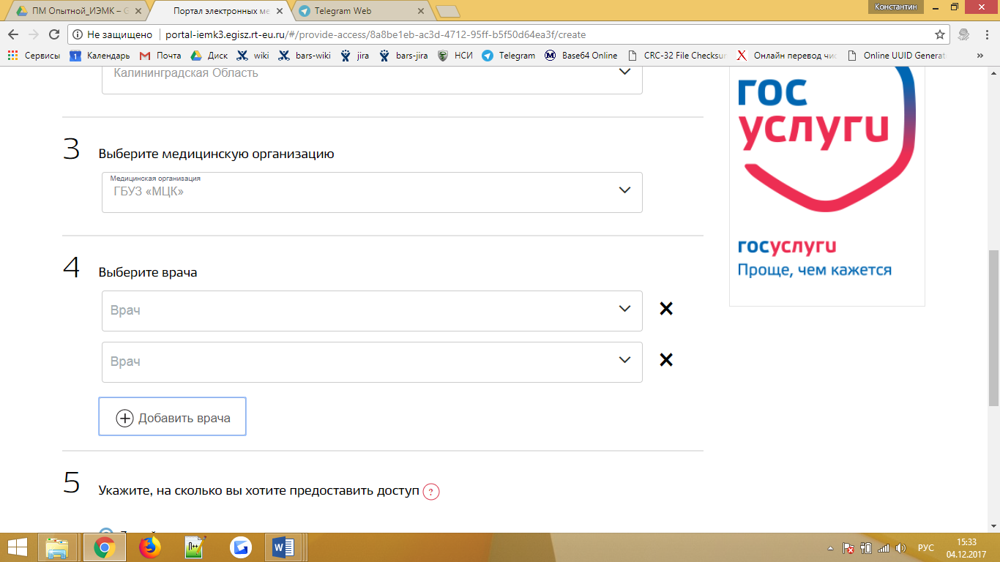 Константин
ПМ Опытной_ИЭМК – G
Портал электронных ме
Telegram Web
Не защищено
portal-iemk3.egisz.rt-eu.ru/#/provide-access/8a8be1eb-ac3d-4712-95ff-b5f50d64ea3f/create
Сервисы
1
Календарь
Почта
Диск
wiki
bars-wiki
jira
bars-jira
НСИ
Telegram
Base64 Online
CRC-32 File Checksum
Онлайн перевод чис
Online UUID Generat
Калининградская Область
3
Выберите медицинскую организацию
Медицинская организация
ГБУЗ «МЦК»
4
Выберите врача
Врач
Врач
Добавить врача
5
Укажите, на сколько вы хотите предоставить доступ ?
гос
услуги
госуслуги
Проще, чем кажется
РУС
15:33
04.12.2017